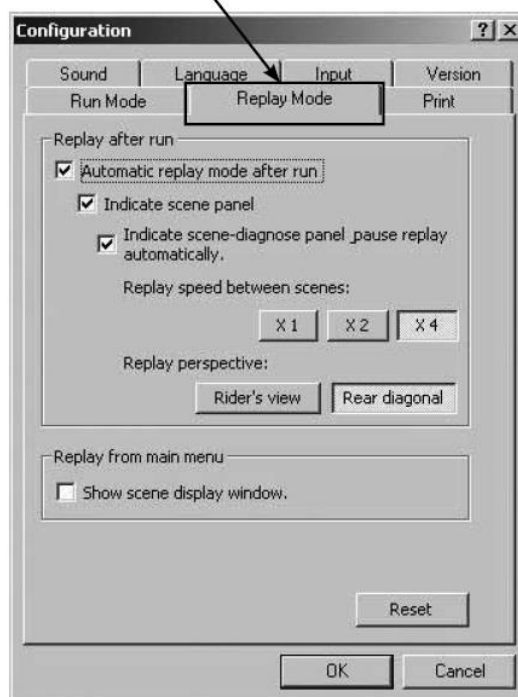 Configuration
? x
Sound Language Input Version
Run Mode Replay Mode Print
Replay after run
Automatic replay mode after run
Indicate scene panel
Indicate scene-diagnose panel _pause replay
automatically.
Replay speed between scenes:
X 1 X 2 X 4
Replay perspective:
Rider's view Rear diagonal
Replay from main menu
Show scene display window.
Reset
OK Cancel